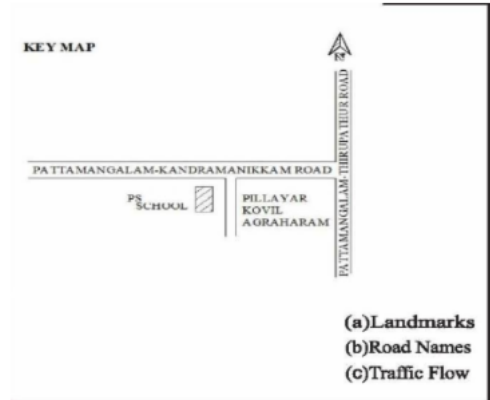 KEY MAP
N
PATTAMANGALAM-KANDRAMANIKKAM ROAD
PATTAMANGALAM-THIRUPATHUR ROAD
PS
SCHOOL
PILLAYAR
KOVIL
AGRAHARAM
(a)Landmarks
(b)Road Names
(c)Traffic Flow